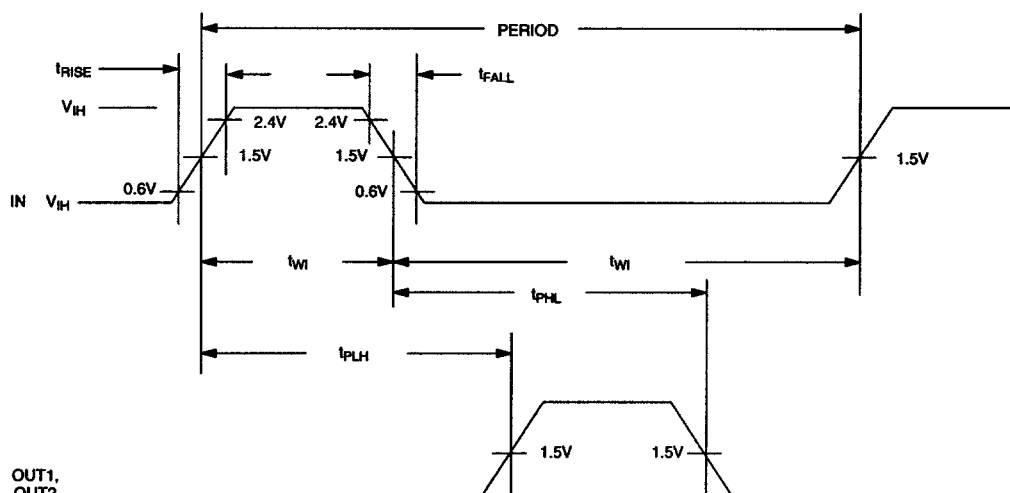 PERIOD
tRISE
tFALL
VIH
2.4V 2.4V
1.5V 1.5V 1.5V
0.6V 0.6V
IN VIH
tWI tWI
tPHL
tPLH
1.5V 1.5V
OUT1,
OUT2